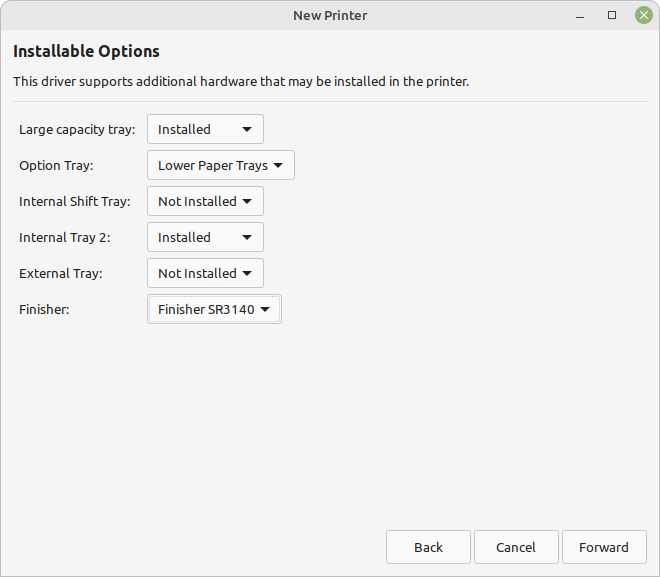 New Printer
Installable Options
This driver supports additional hardware that may be installed in the printer.
Large capacity tray: Installed
Option Tray: Lower Paper Trays
Internal Shift Tray: Not Installed
Internal Tray 2: Installed
External Tray: Not Installed
Finisher: Finisher SR3140
Back Cancel Forward